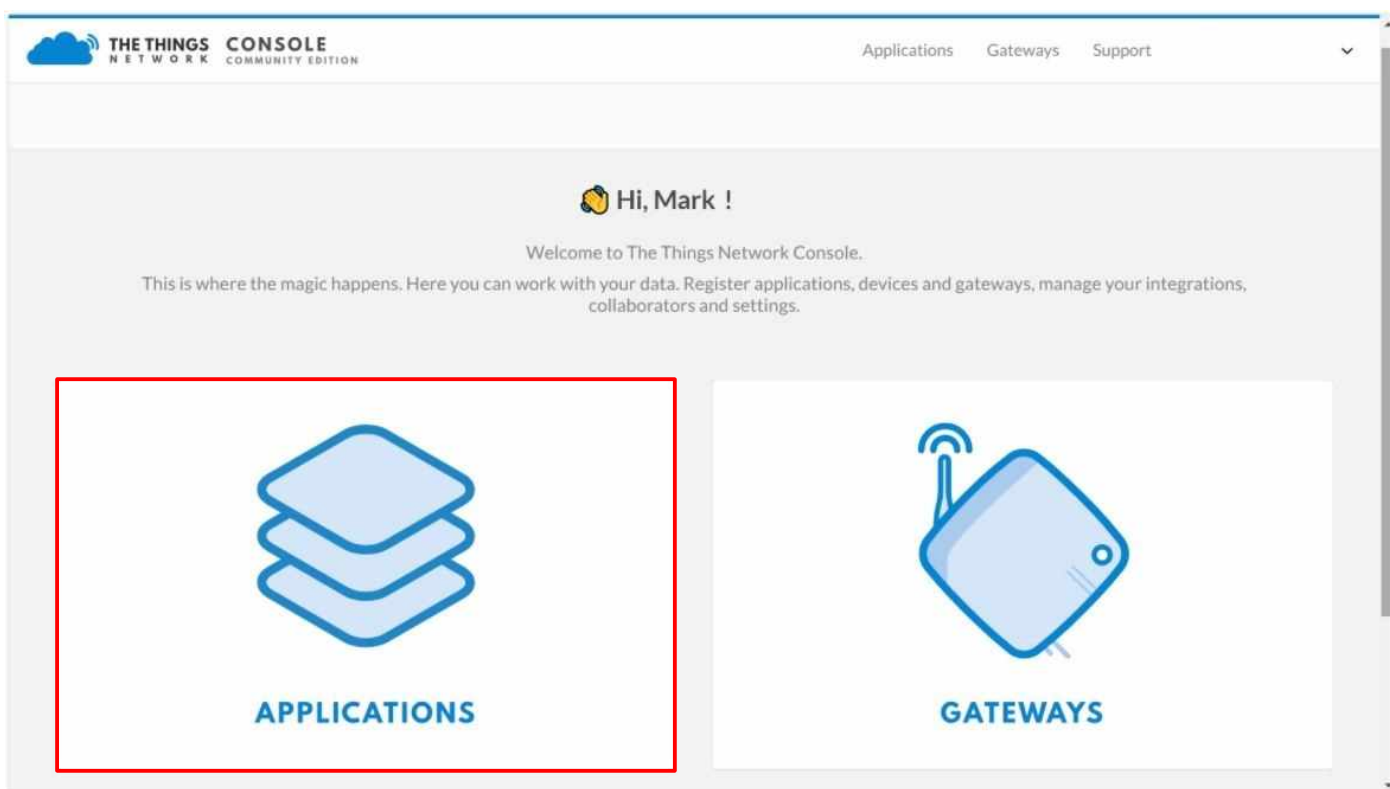 THE THINGS
NETWORK
CONSOLE
COMMUNITY EDITION
Applications Gateways Support
Hi, Mark !
Welcome to The Things Network Console.
This is where the magic happens. Here you can work with your data. Register applications, devices and gateways, manage your integrations,
collaborators and settings.
APPLICATIONS
GATEWAYS